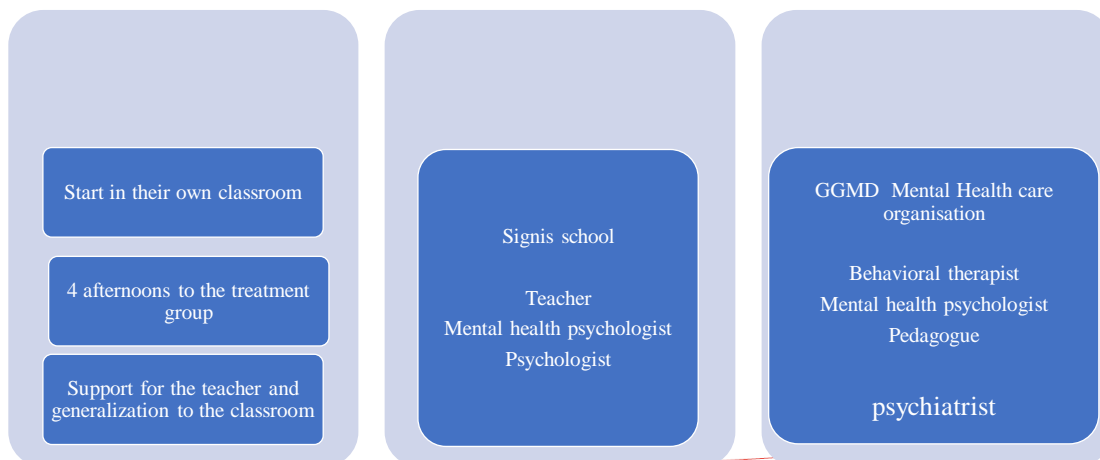 Start in their own classroom
4 afternoons to the treatment
group
Support for the teacher and
generalization to the classroom
Signis school
Teacher
Mental health psychologist
Psychologist
GGMD Mental Health care
organisation
Behavioral therapist
Mental health psychologist
Pedagogue
psychiatrist